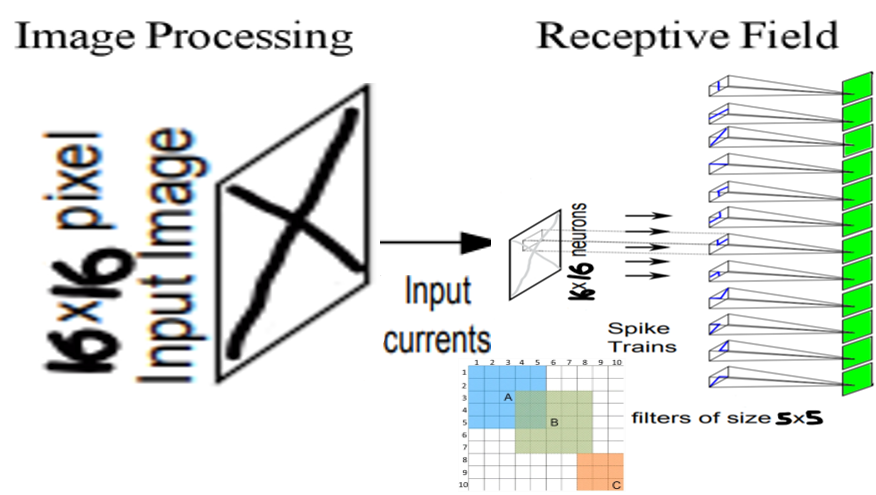 Image Processing
Receptive Field
16x16 pixel
Input Image
Input
currents
16x16 neurons
Spike
Trains
filters of size 5x5
1 2 3 4 5 6 7 8 9 10
1
2
3
4
5
6
7
8
9
10
A
B
C